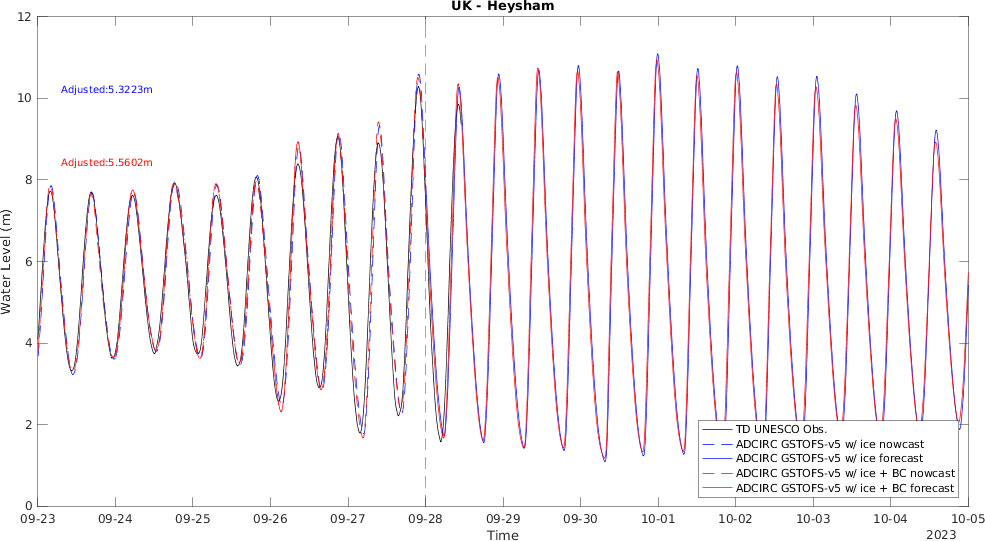 UK - Heysham
12
10
8
6
4
2
0
Water Level (m)
Adjusted:5.3223m
Adjusted:5.5602m
TD UNESCO Obs.
ADCIRC GSTOFS-v5 w/ ice nowcast
ADCIRC GSTOFS-v5 w/ ice forecast
ADCIRC GSTOFS-v5 w/ ice + BC nowcast
ADCIRC GSTOFS-v5 w/ ice + BC forecast
09-23 09-24 09-25 09-26 09-27 09-28 09-29 09-30 10-01 10-02 10-03 10-04 10-05
Time
2023